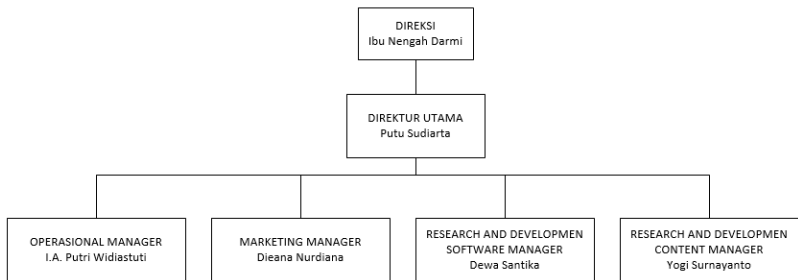 DIREKSI
Ibu Nengah Darmi
DIREKTUR UTAMA
Putu Sudiarta
OPERASIONAL MANAGER
I.A. Putri Widiastuti
MARKETING MANAGER
Dieana Nurdiana
RESEARCH AND DEVELOPMEN
SOFTWARE MANAGER
Dewa Santika
RESEARCH AND DEVELOPMEN
CONTENT MANAGER
Yogi Surnayanto